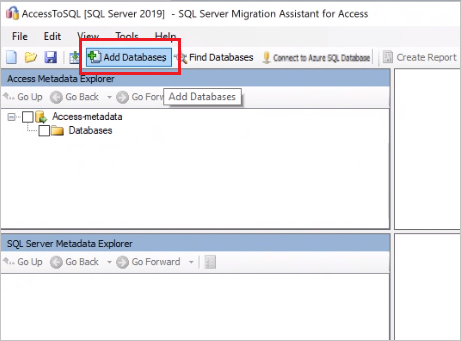 AccessToSQL [SQL Server 2019] - SQL Server Migration Assistant for Access
File Edit View Tools Help
Add Databases Find Databases Connect to Azure SQL Database Create Report
Access Metadata Explorer
Go Up Go Back Go Forw Add Databases
Access-metadata
Databases
SQL Server Metadata Explorer
Go Up Go Back Go Forward